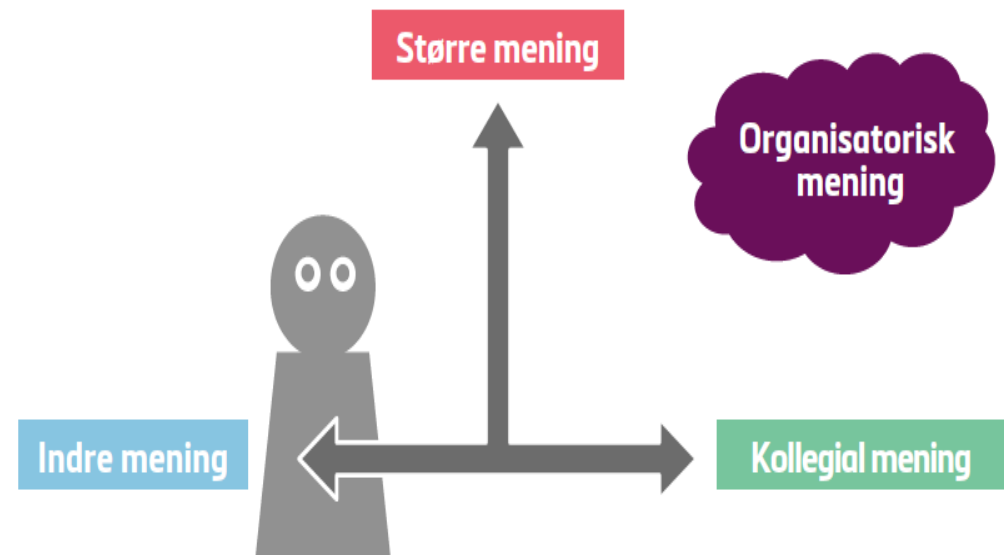 Større mening
Organisatorisk
mening
Indre mening
Kollegial mening